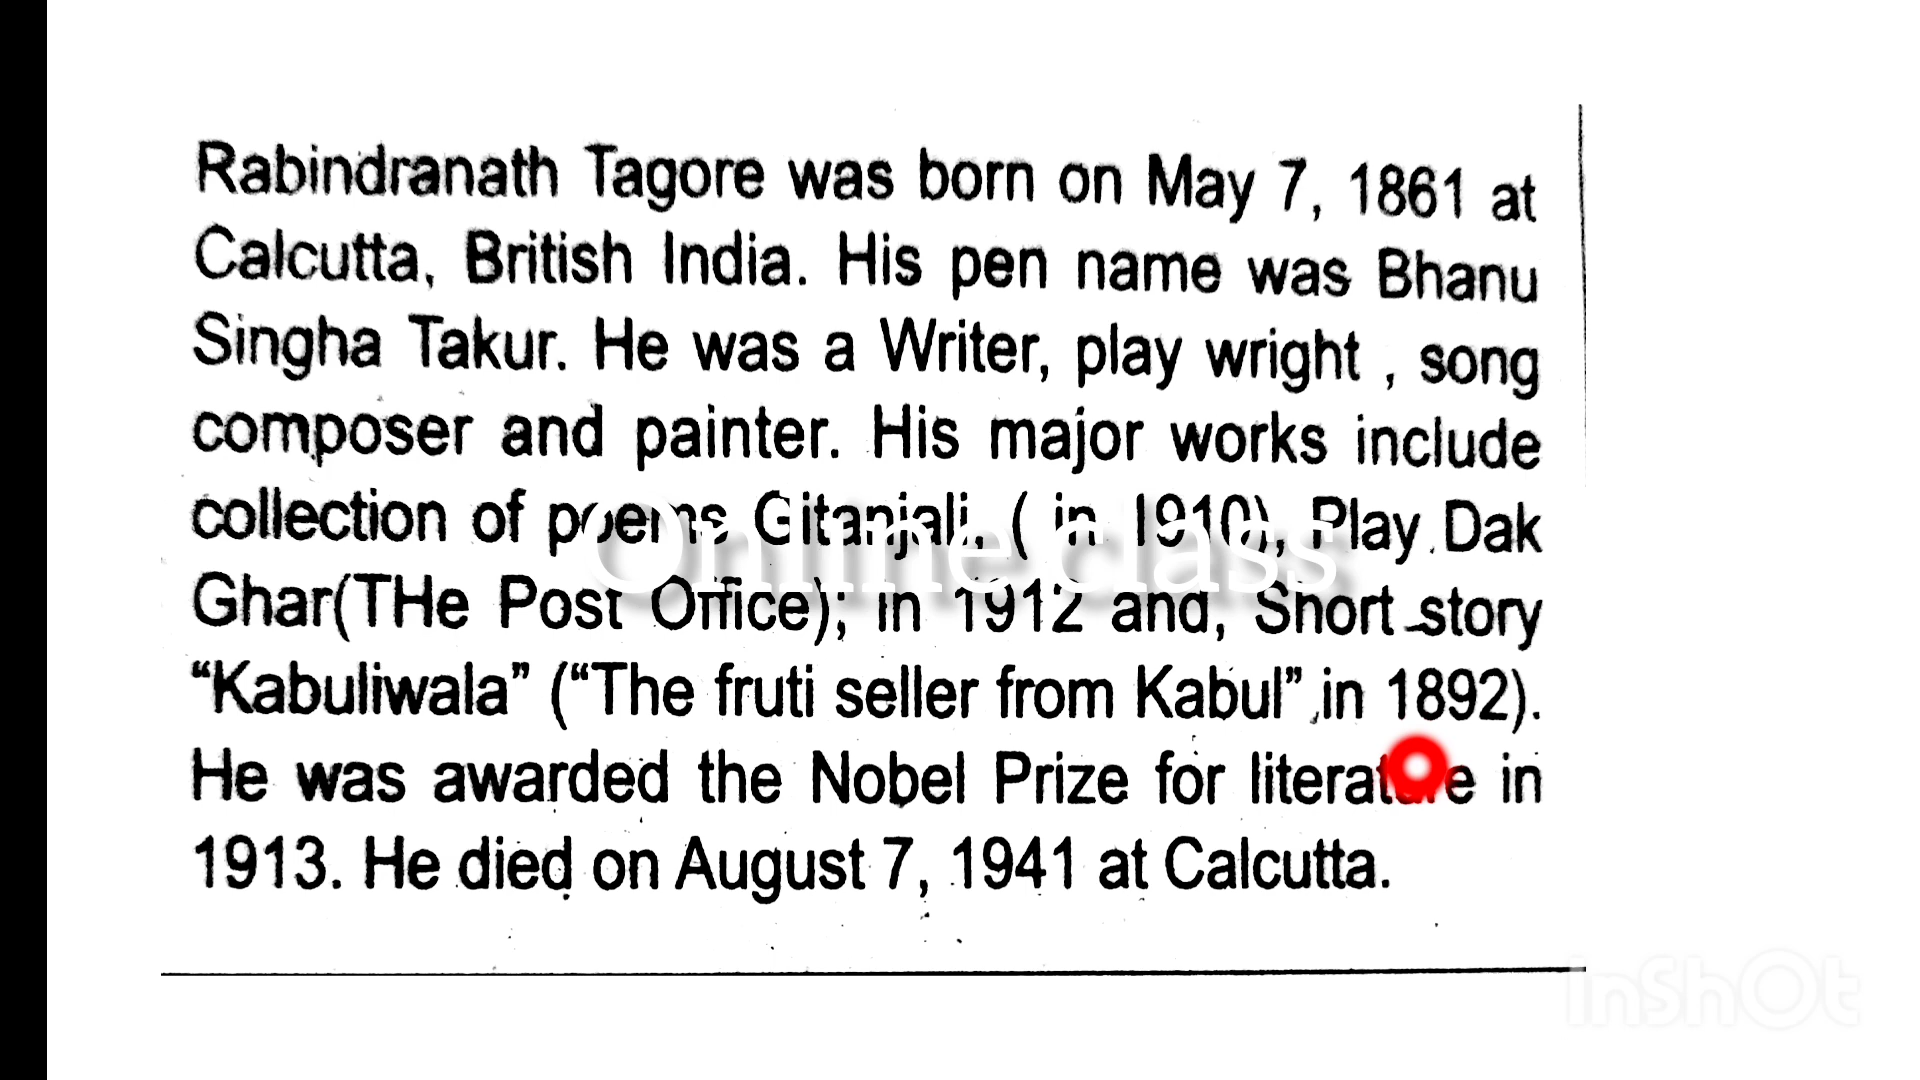 Rabindranath Tagore was born on May 7, 1861 at
Calcutta, British India. His pen name was Bhanu
Singha Takur. He was a Writer, play wright , song
composer and painter. His major works include
collection of poems Gitanjali, ( in 1910), Play Dak
Ghar(THe Post Office); in 1912 and, Short story
“Kabuliwala” (“The fruti seller from Kabul” in 1892).
He was awarded the Nobel Prize for literature in
1913. He died on August 7, 1941 at Calcutta.
Online class
InShOt